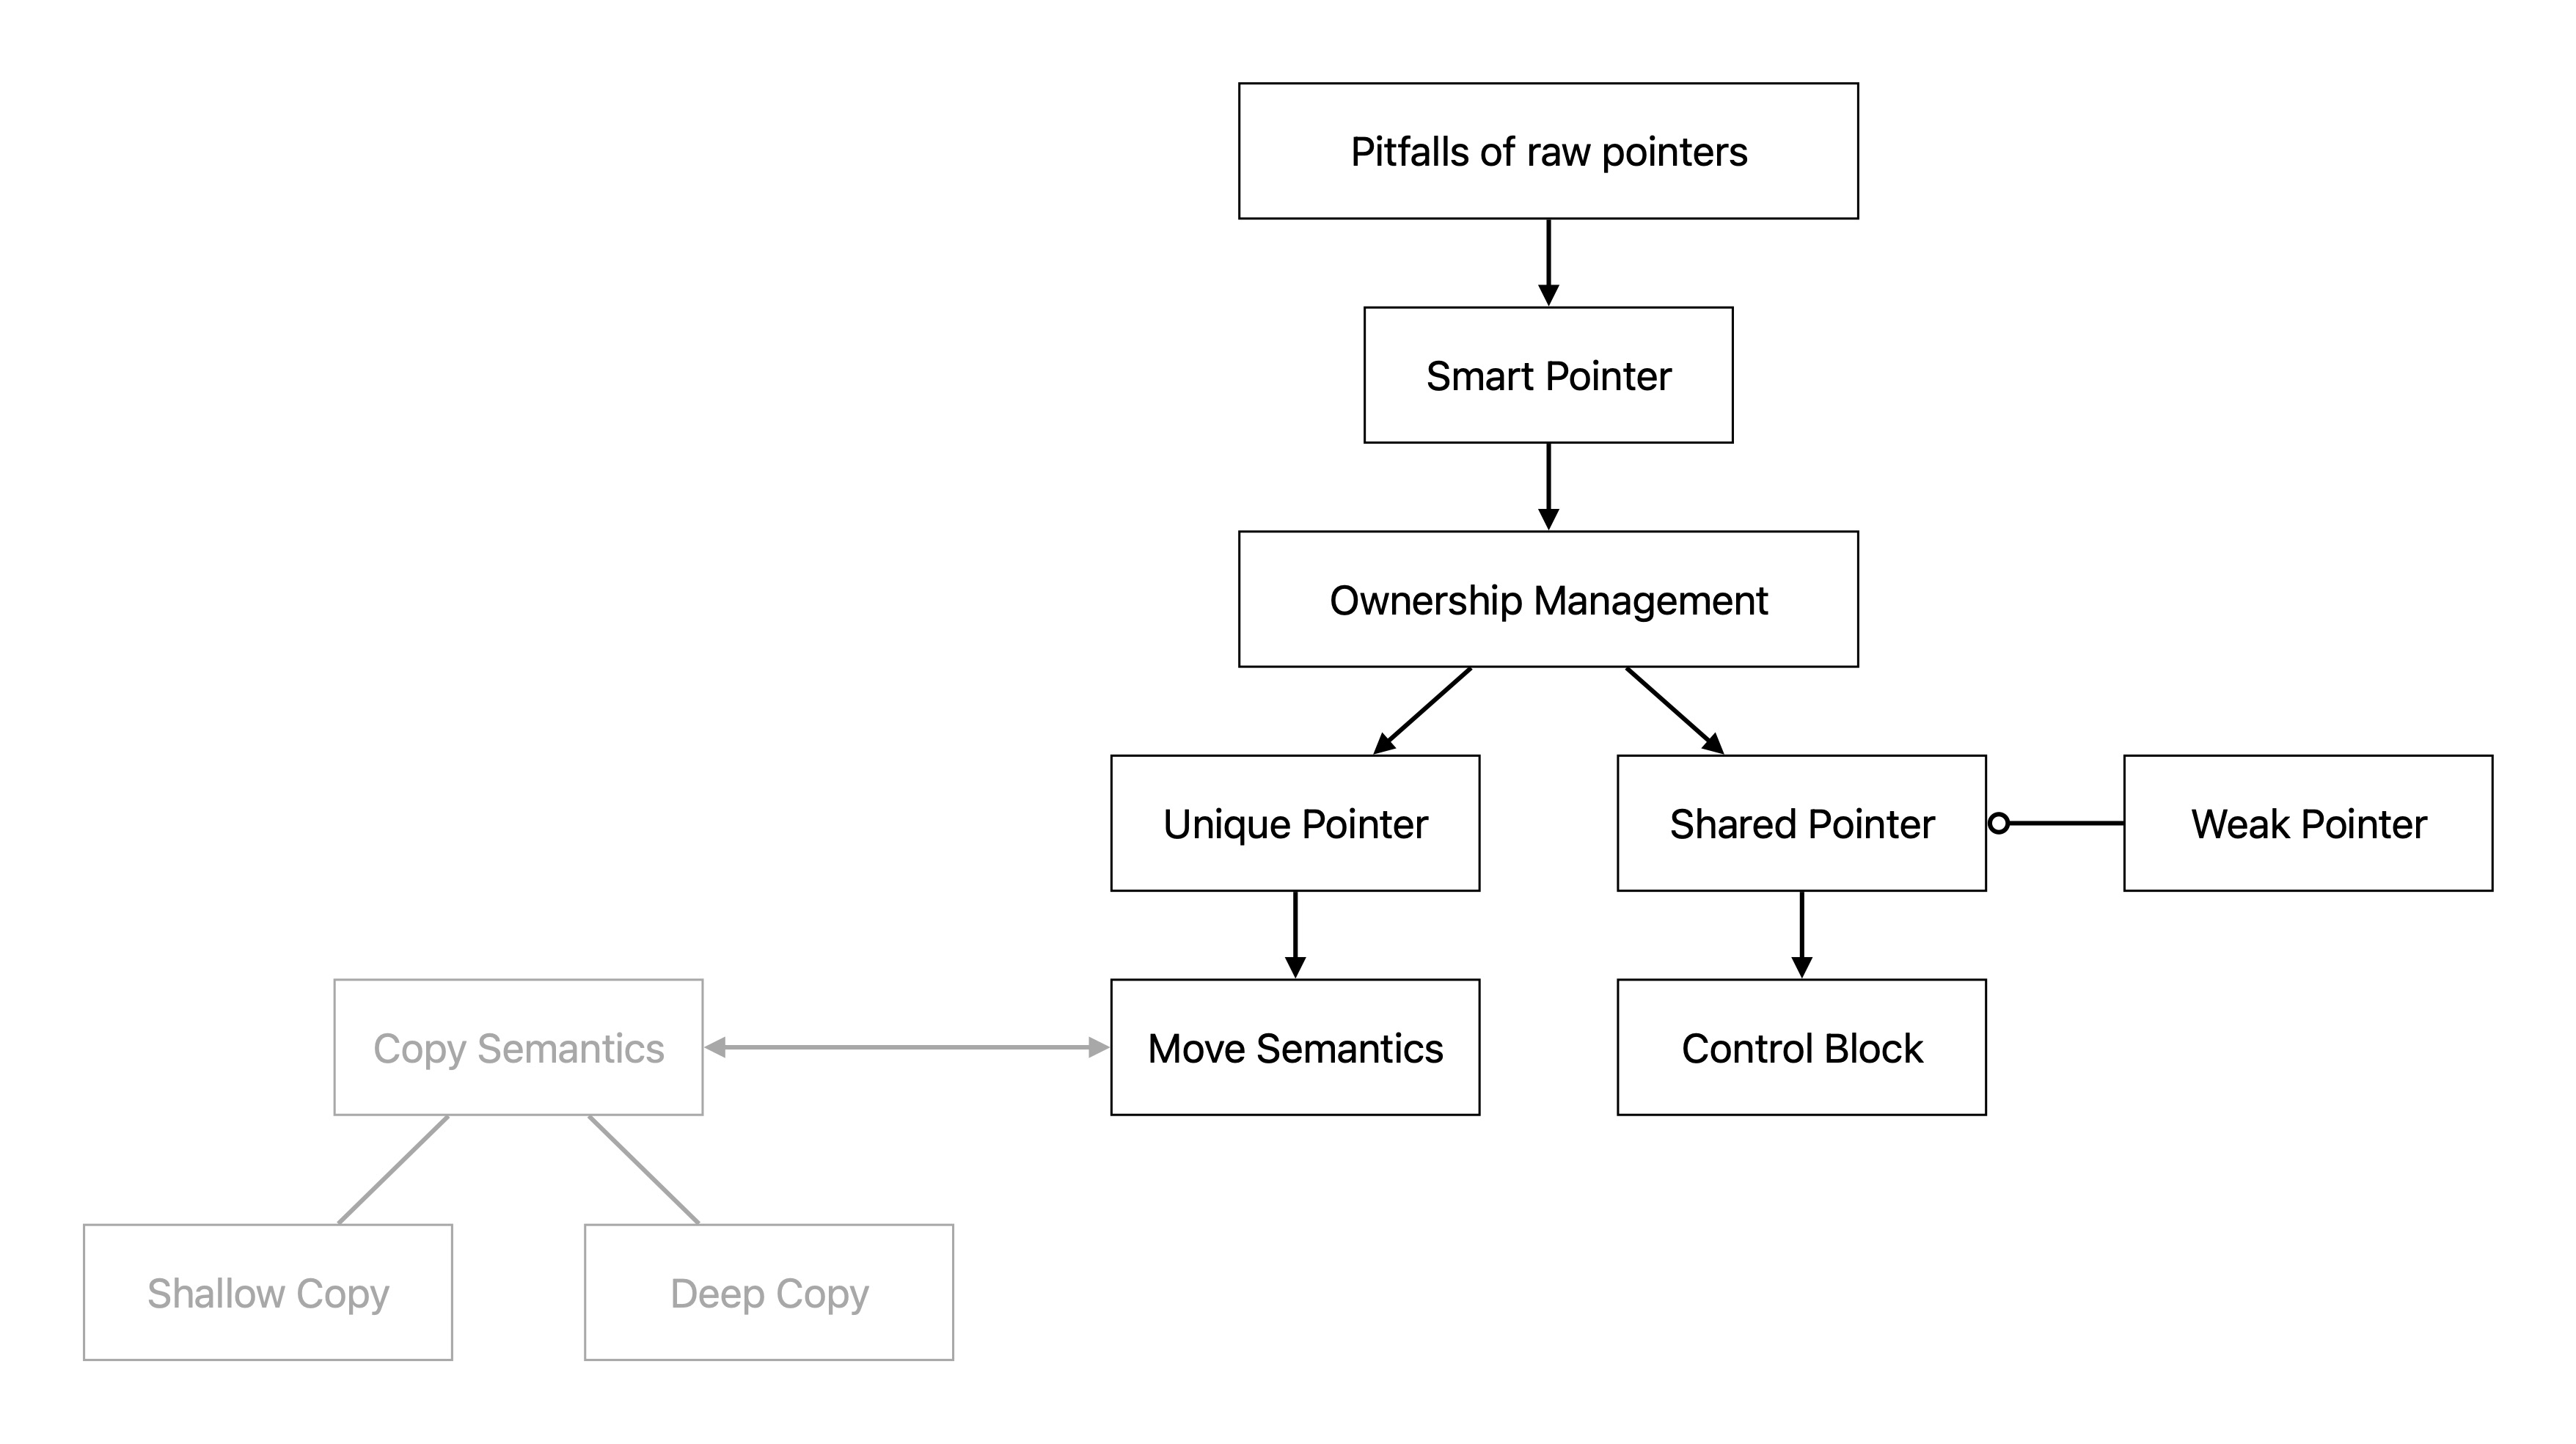 Pitfalls of raw pointers
Smart Pointer
Ownership Management
Unique Pointer
Shared Pointer
Weak Pointer
Copy Semantics
Move Semantics
Control Block
Shallow Copy
Deep Copy